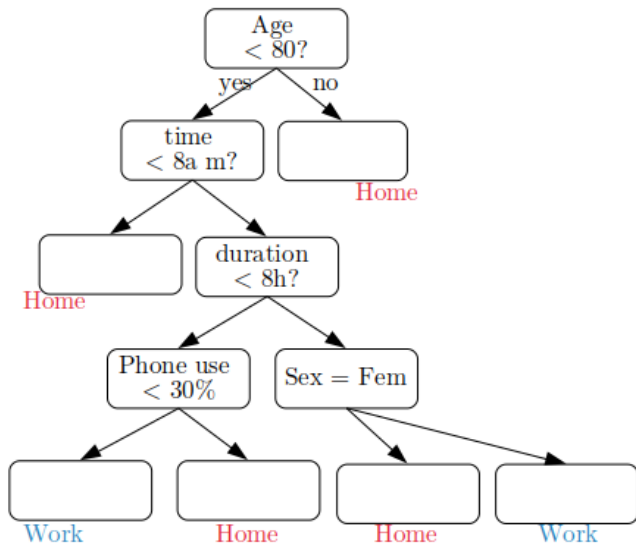 Age
< 80?
yes
no
time
< 8a m?
Home
duration
< 8h?
Home
Phone use
< 30%
Sex = Fem
Work
Home
Home
Work